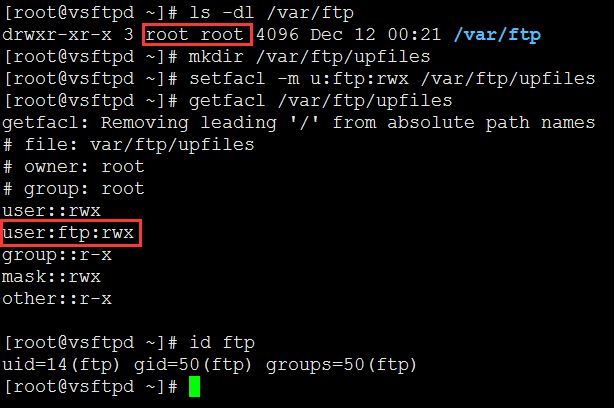 [root@vsftpd ~]# ls -dl /var/ftp
drwxr-xr-x 3 root root 4096 Dec 12 00:21 /var/ftp
[root@vsftpd ~]# mkdir /var/ftp/upfiles
[root@vsftpd ~]# setfacl -m u:ftp:rwx /var/ftp/upfiles
[root@vsftpd ~]# getfacl /var/ftp/upfiles
getfacl: Removing leading '/' from absolute path names
# file: var/ftp/upfiles
# owner: root
# group: root
user::rwx
user:ftp:rwx
group::r-x
mask::rwx
other::r-x

[root@vsftpd ~]# id ftp
uid=14(ftp) gid=50(ftp) groups=50(ftp)
[root@vsftpd ~]#